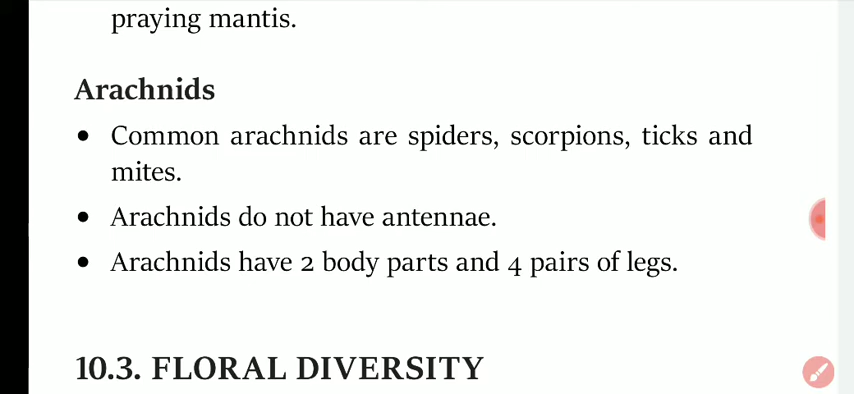 praying mantis.
Arachnids
• Common arachnids are spiders, scorpions, ticks and
mites.
• Arachnids do not have antennae.
• Arachnids have 2 body parts and 4 pairs of legs.
10.3. FLORAL DIVERSITY